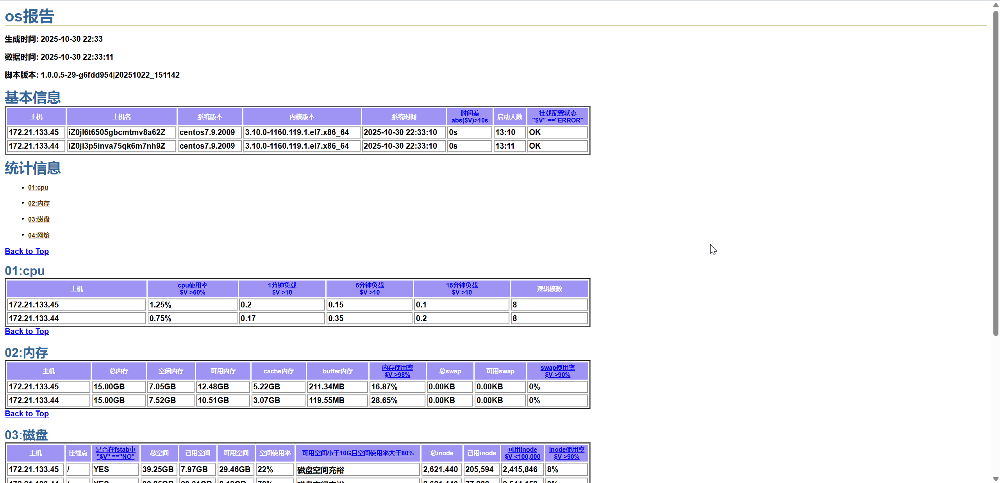 os报告
生成时间: 2025-10-30 22:33
数据时间: 2025-10-30 22:33:11
脚本版本: 1.0.0.5-29-g6fdd954|20251022_151142
基本信息
主机 主机名 系统版本 内核版本 系统时间 时间差 abs($V)>10s 启动天数 挂载配置状态 "$V" =="ERROR"
172.21.133.45 iZ0jl6t6505gbcmtmv8a62Z centos7.9.2009 3.10.0-1160.119.1.el7.x86_64 2025-10-30 22:33:10 0s 13:10 OK
172.21.133.44 iZ0jl3p5inva75qk6m7nh9Z centos7.9.2009 3.10.0-1160.119.1.el7.x86_64 2025-10-30 22:33:10 0s 13:11 OK
统计信息
01:cpu
02:内存
03:磁盘
04:网络
Back to Top
01:cpu
主机 cpu使用率 $V >60% 1分钟负载 $V >10 5分钟负载 $V >10 15分钟负载 $V >10 逻辑核数
172.21.133.45 1.25% 0.2 0.15 0.1 8
172.21.133.44 0.75% 0.17 0.35 0.2 8
Back to Top
02:内存
主机 总内存 空闲内存 可用内存 cache内存 buffer内存 内存使用率 $V >98% 总swap 可用swap swap使用率 $V >90%
172.21.133.45 15.00GB 7.05GB 12.48GB 5.22GB 211.34MB 16.87% 0.00KB 0.00KB 0%
172.21.133.44 15.00GB 7.52GB 10.51GB 3.07GB 119.55MB 28.65% 0.00KB 0.00KB 0%
Back to Top
03:磁盘
主机 挂载点 是否在fstab中 "$V" =="NO" 总空间 已用空间 可用空间 空间使用率 可用空间小于10G且空间使用率大于80% 总inode 已用inode 可用inode $V <100,000 inode使用率 $V >90%
172.21.133.45 / YES 39.25GB 7.97GB 29.46GB 22% 磁盘空间充裕 2,621,440 205,594 2,415,846 8%